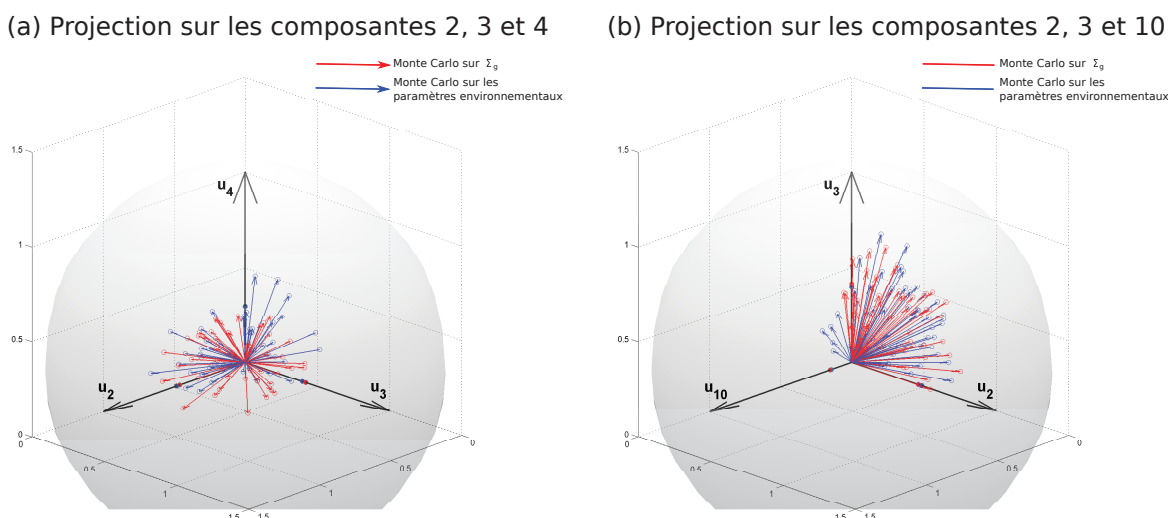 (a) Projection sur les composantes 2, 3 et 4
Monte Carlo sur Σg
Monte Carlo sur les
paramètres environnementaux
1.5
1
0.5
0
0
0.5
1
1.5
1.5
1
0.5
0
u4
u2
u3
(b) Projection sur les composantes 2, 3 et 10
Monte Carlo sur Σg
Monte Carlo sur les
paramètres environnementaux
1.5
1
0.5
0
0
0.5
1
1.5
1.5
1
0.5
0
u3
u10
u2